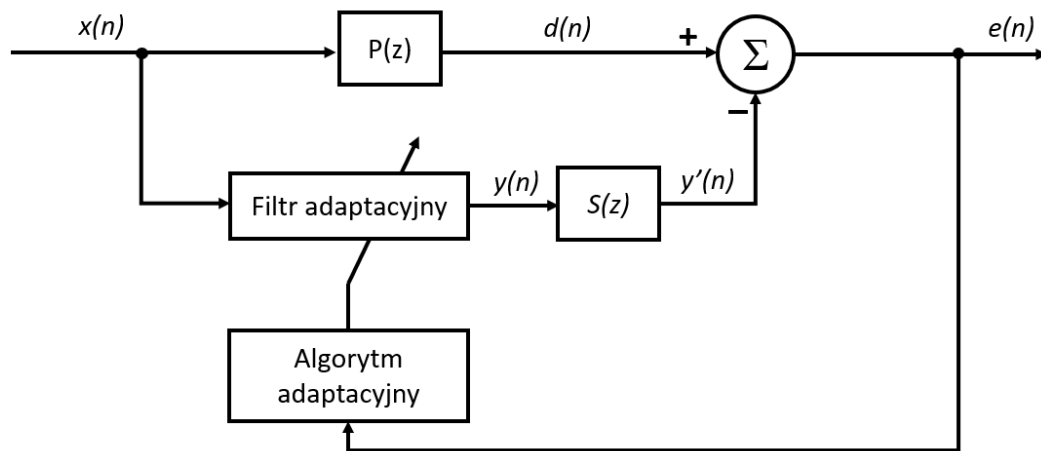 x(n)
P(z)
d(n)
+
Σ
e(n)
−
Filtr adaptacyjny
y(n)
S(z)
y’(n)
Algorytm
adaptacyjny